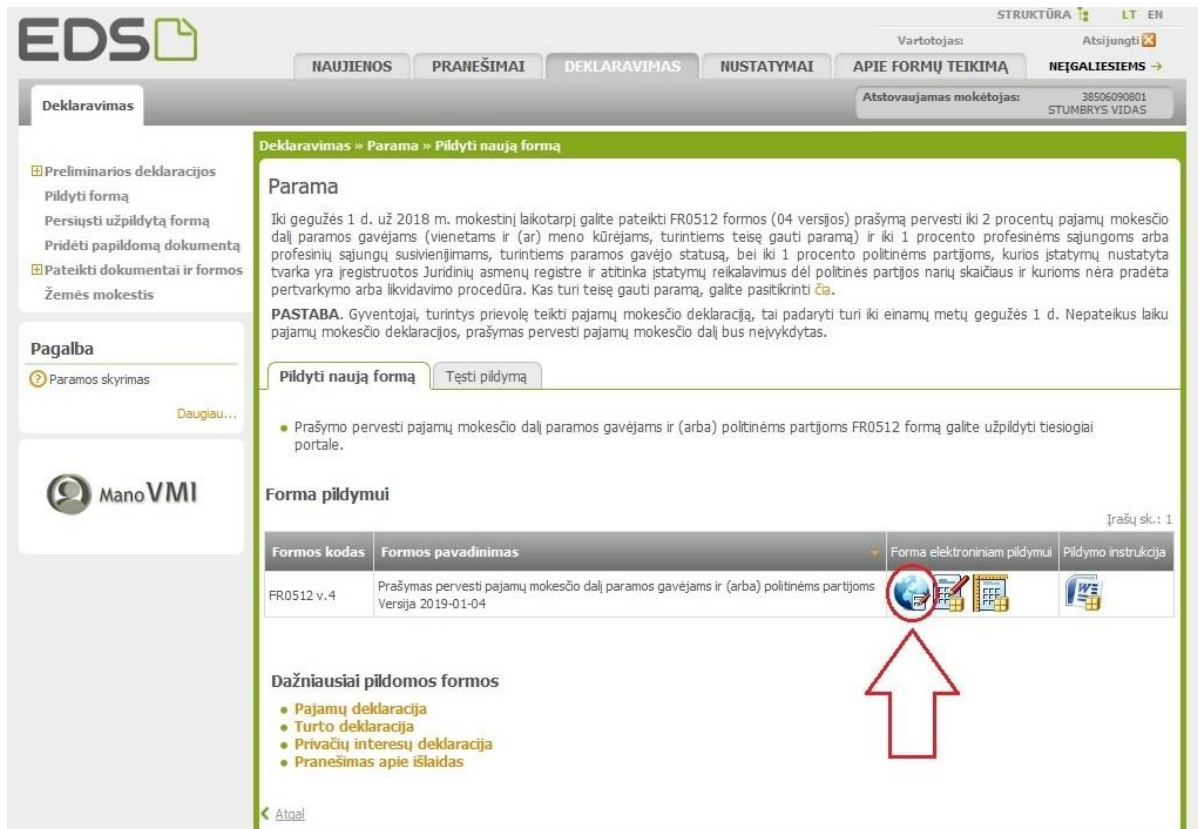 STRUKTŪRA LT EN
EDS
Vartotojas: Atsijungti
NAUJIENOS PRANEŠIMAI DEKLARAVIMAS NUSTATYMAI APIE FORMŲ TEIKIMĄ NEĮGALIESIEMS →
Deklaravimas
Atstovaujamas mokėtojas: 38506090801
STUMBRYS VIDAS
Preliminarios deklaracijos
Pildyti formą
Persiųsti užpildytą formą
Pridėti papildomą dokumentą
Pateikti dokumentai ir formos
Žemės mokestis
Pagalba
Paramos skyrimas
Daugiau...
Mano VMI
Deklaravimas » Parama » Pildyti naują formą
Parama
Iki gegužės 1 d. už 2018 m. mokestinį laikotarpį galite pateikti FR0512 formos (04 versijos) prašymą pervesti iki 2 procentų pajamų mokesčio
dalį paramos gavėjams (vienetams ir (ar) meno kūrėjams, turintiems teisę gauti paramą) ir iki 1 procento profesinėms sąjungoms arba
profesinių sąjungų susivienijimams, turintiems paramos gavėjo statusą, bei iki 1 procento politinėms partijoms, kurios įstatymų nustatyta
tvarka yra įregistruotos Juridinių asmenų registre ir atitinka įstatymų reikalavimus dėl politinės partijos narių skaičiaus ir kurioms nėra pradėta
pertvarkymo arba likvidavimo procedūra. Kas turi teisę gauti paramą, galite pasitikrinti čia.
PASTABA. Gyventojai, turintys prievolę teikti pajamų mokesčio deklaraciją, tai padaryti turi iki einamų metų gegužės 1 d. Nepateikus laiku
pajamų mokesčio deklaracijos, prašymas pervesti pajamų mokesčio dalį bus neįvykdytas.
Pildyti naują formą Tęsti pildymą
• Prašymo pervesti pajamų mokesčio dalį paramos gavėjams ir (arba) politinėms partijoms FR0512 formą galite užpildyti tiesiogiai
portale.
Forma pildymui
Įrašų sk.: 1
Formos kodas Formos pavadinimas Forma elektroniniam pildymui Pildymo instrukcija
FR0512 v.4 Prašymas pervesti pajamų mokesčio dalį paramos gavėjams ir (arba) politinėms partijoms
Versija 2019-01-04
Dažniausiai pildomos formos
• Pajamų deklaracija
• Turto deklaracija
• Privačių interesų deklaracija
• Pranešimas apie išlaidas
Atgal